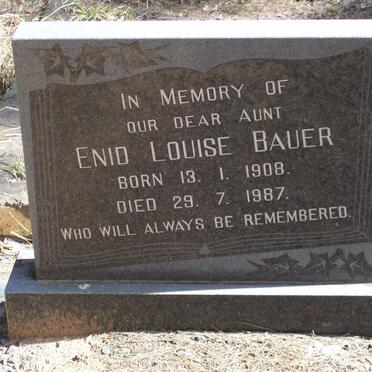 IN MEMORY OF
OUR DEAR AUNT
ENID LOUISE BAUER
BORN 13. 1. 1908.
DIED 29. 7. 1987.
WHO WILL ALWAYS BE REMEMBERED.